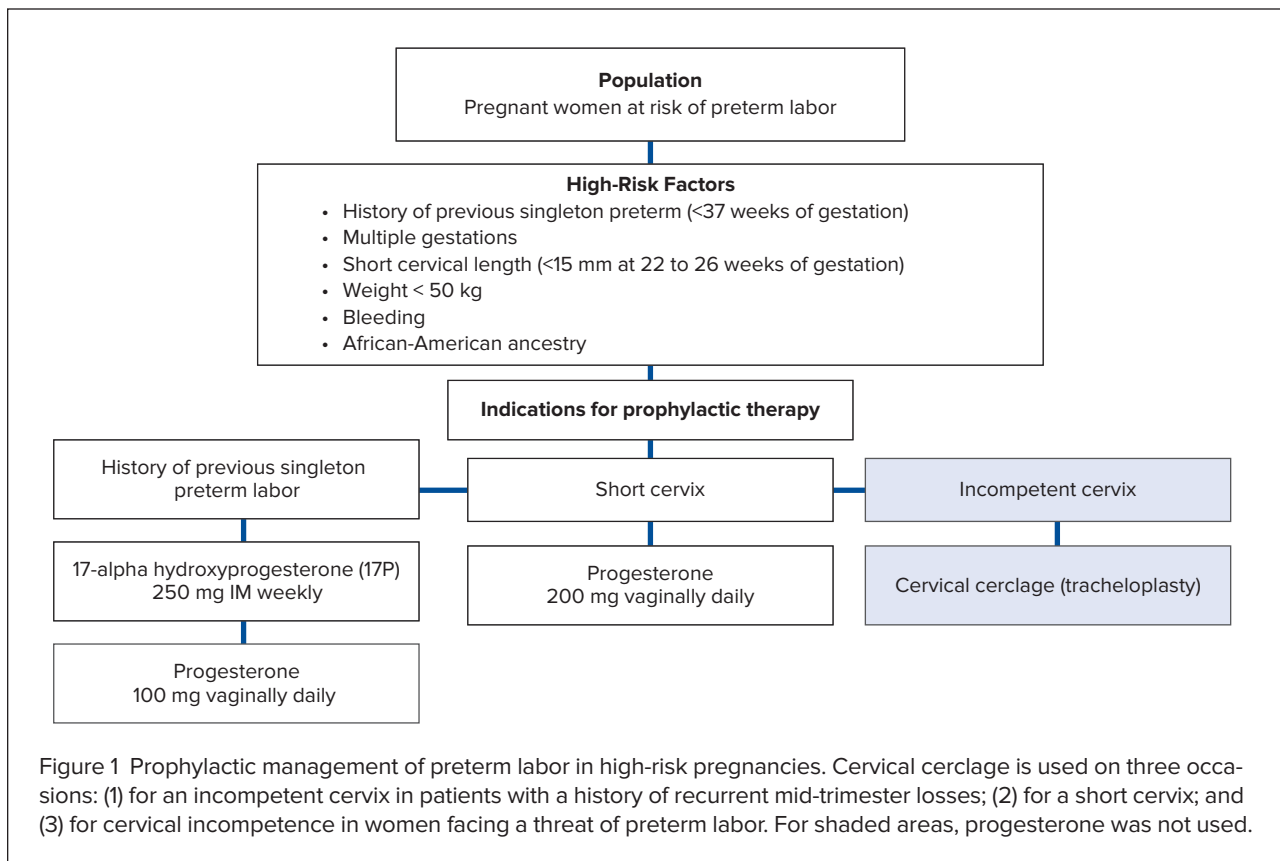 Population
Pregnant women at risk of preterm labor
High-Risk Factors
• History of previous singleton preterm (<37 weeks of gestation)
• Multiple gestations
• Short cervical length (<15 mm at 22 to 26 weeks of gestation)
• Weight < 50 kg
• Bleeding
• African-American ancestry
Indications for prophylactic therapy
History of previous singleton
preterm labor
Short cervix
Incompetent cervix
17-alpha hydroxyprogesterone (17P)
250 mg IM weekly
Progesterone
200 mg vaginally daily
Cervical cerclage (tracheloplasty)
Progesterone
100 mg vaginally daily
Figure 1 Prophylactic management of preterm labor in high-risk pregnancies. Cervical cerclage is used on three occa-
sions: (1) for an incompetent cervix in patients with a history of recurrent mid-trimester losses; (2) for a short cervix; and
(3) for cervical incompetence in women facing a threat of preterm labor. For shaded areas, progesterone was not used.